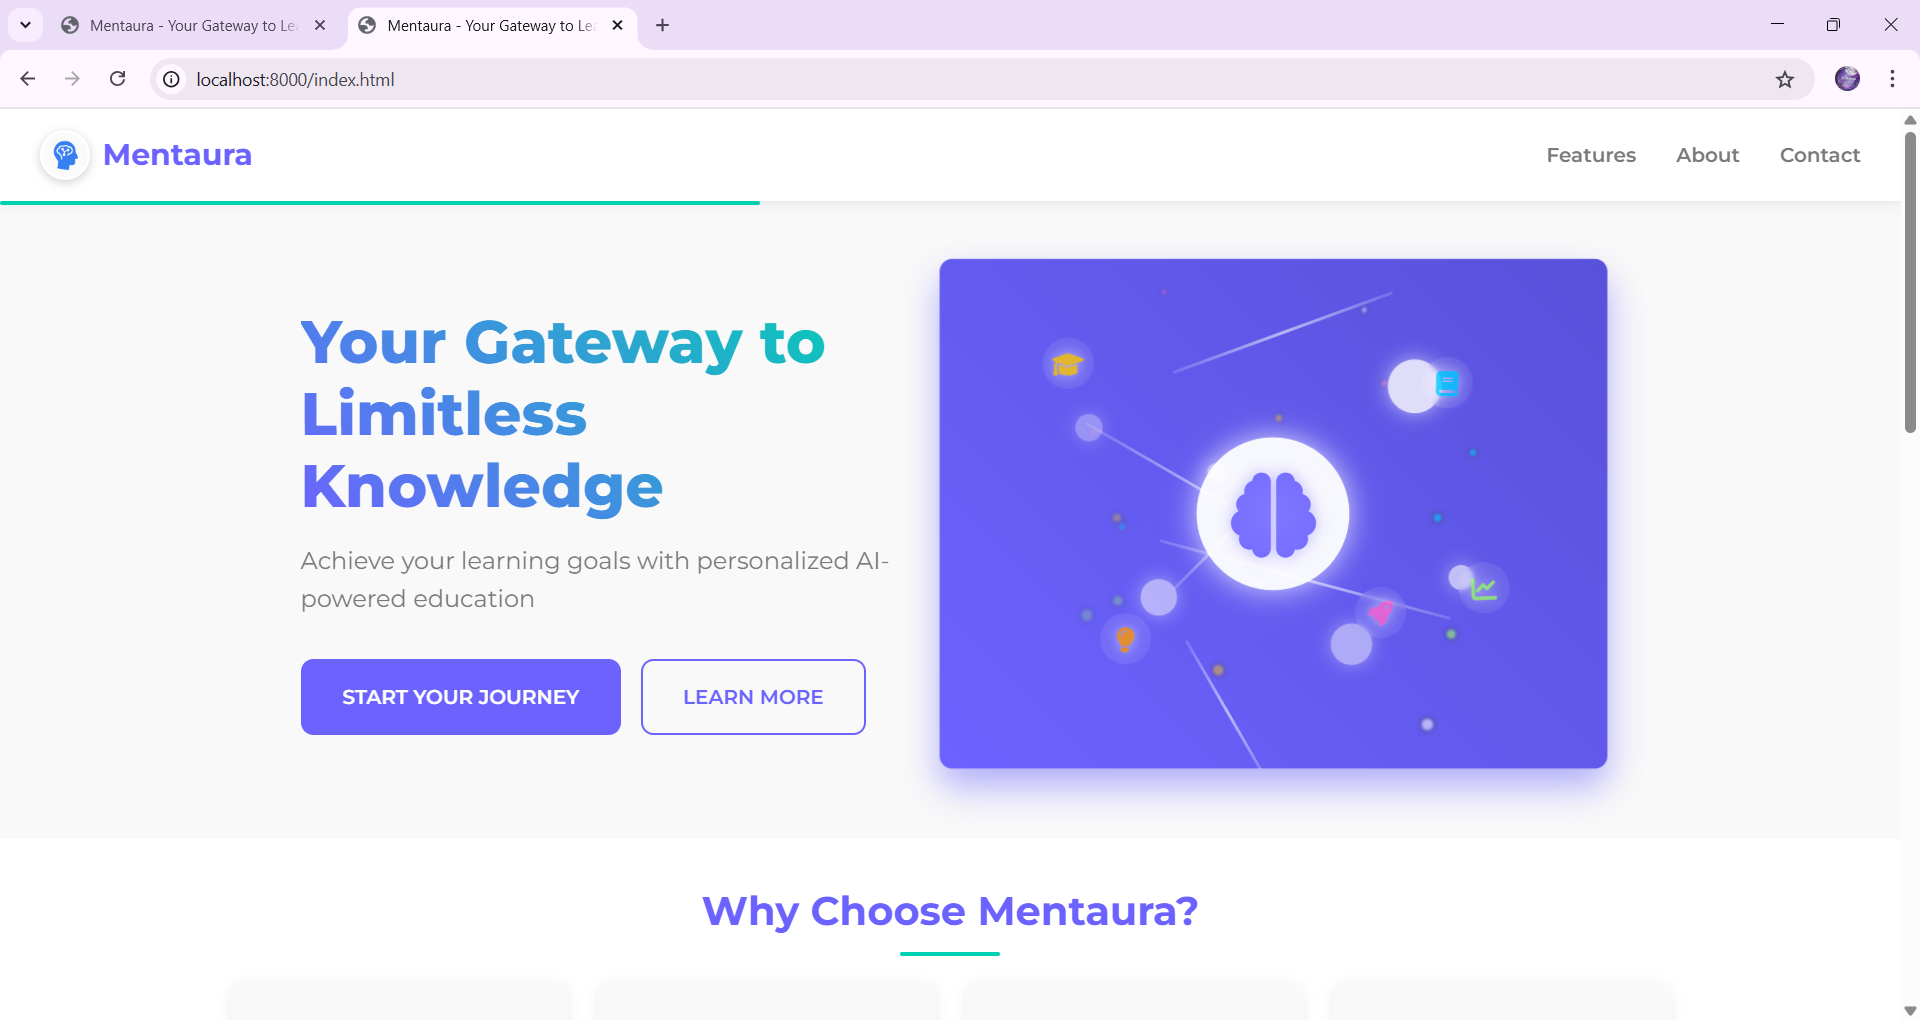 Mentaura - Your Gateway to Le
Mentaura - Your Gateway to Le
localhost:8000/index.html
Mentaura
Features
About
Contact
Your Gateway to
Limitless
Knowledge
Achieve your learning goals with personalized AI-
powered education
START YOUR JOURNEY
LEARN MORE
Why Choose Mentaura?